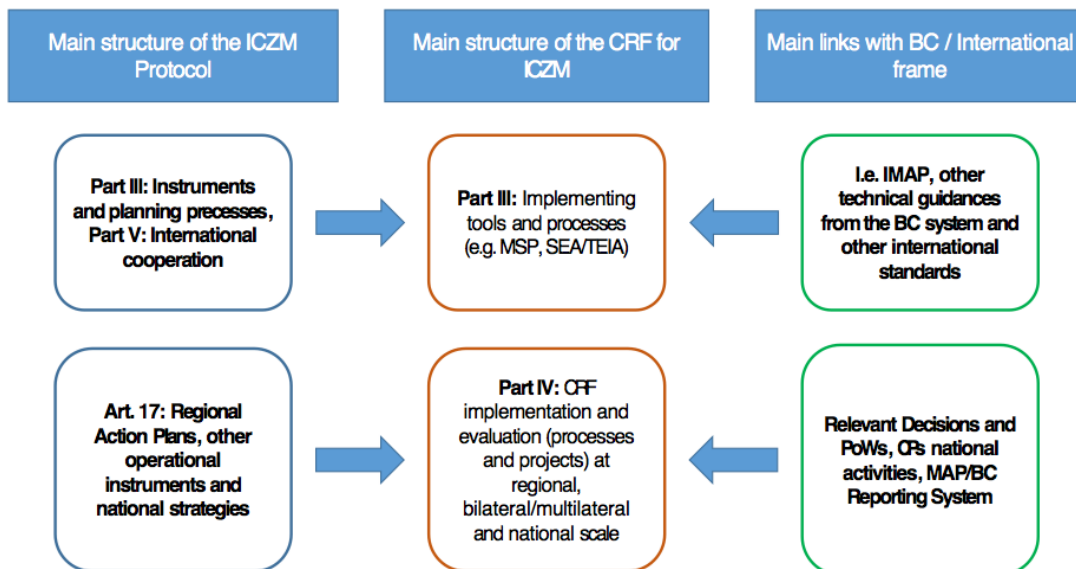 Main structure of the ICZM
Protocol
Main structure of the CRF for
ICZM
Main links with BC / International
frame
Part III: Instruments
and planning precesses,
Part V: International
cooperation
Part III: Implementing
tools and processes
(e.g. MSP, SEA/TEIA)
I.e. IMAP, other
technical guidances
from the BC system and
other international
standards
Art. 17: Regional
Action Plans, other
operational
instruments and
national strategies
Part IV: CRF
implementation and
evaluation (processes
and projects) at
regional,
bilateral/multilateral
and national scale
Relevant Decisions and
PoWs, CPs national
activities, MAP/BC
Reporting System